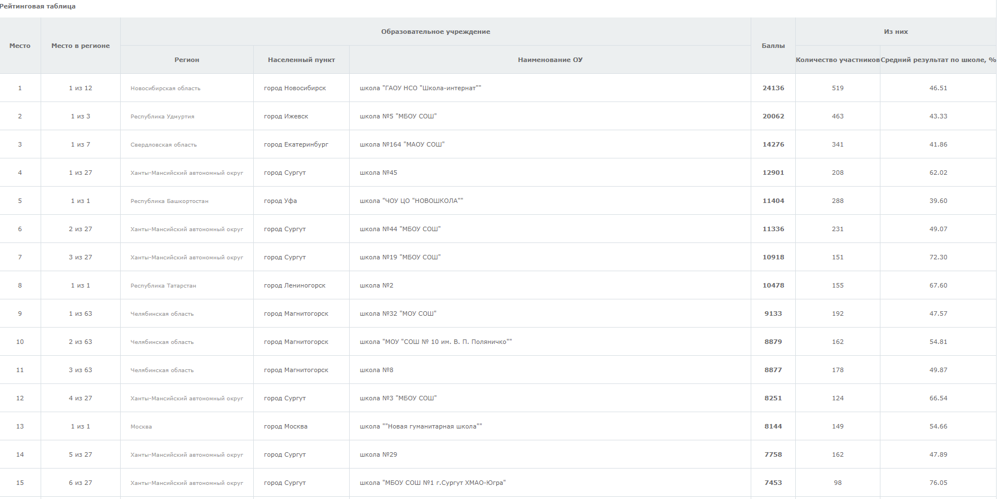 Рейтинговая таблица
Образовательное учреждение Из них
Место Место в регионе Баллы
Регион Населенный пункт Наименование ОУ Количество участников Средний результат по школе, %
1 1 из 12 Новосибирская область город Новосибирск школа "ГАОУ НСО "Школа-интернат"" 24136 519 46.51
2 1 из 3 Республика Удмуртия город Ижевск школа №5 "МБОУ СОШ" 20062 463 43.33
3 1 из 7 Свердловская область город Екатеринбург школа №164 "МАОУ СОШ" 14276 341 41.86
4 1 из 27 Ханты-Мансийский автономный округ город Сургут школа №45 12901 208 62.02
5 1 из 1 Республика Башкортостан город Уфа школа "ЧОУ ЦО "НОВОШКОЛА"" 11404 288 39.60
6 2 из 27 Ханты-Мансийский автономный округ город Сургут школа №44 "МБОУ СОШ" 11336 231 49.07
7 3 из 27 Ханты-Мансийский автономный округ город Сургут школа №19 "МБОУ СОШ" 10918 151 72.30
8 1 из 1 Республика Татарстан город Лениногорск школа №2 10478 155 67.60
9 1 из 63 Челябинская область город Магнитогорск школа №32 "МОУ СОШ" 9133 192 47.57
10 2 из 63 Челябинская область город Магнитогорск школа "МОУ "СОШ № 10 им. В. П. Поляничко"" 8879 162 54.81
11 3 из 63 Челябинская область город Магнитогорск школа №8 8877 178 49.87
12 4 из 27 Ханты-Мансийский автономный округ город Сургут школа №3 "МБОУ СОШ" 8251 124 66.54
13 1 из 1 Москва город Москва школа ""Новая гуманитарная школа"" 8144 149 54.66
14 5 из 27 Ханты-Мансийский автономный округ город Сургут школа №29 7758 162 47.89
15 6 из 27 Ханты-Мансийский автономный округ город Сургут школа "МБОУ СОШ №1 г.Сургут ХМАО-Югра" 7453 98 76.05